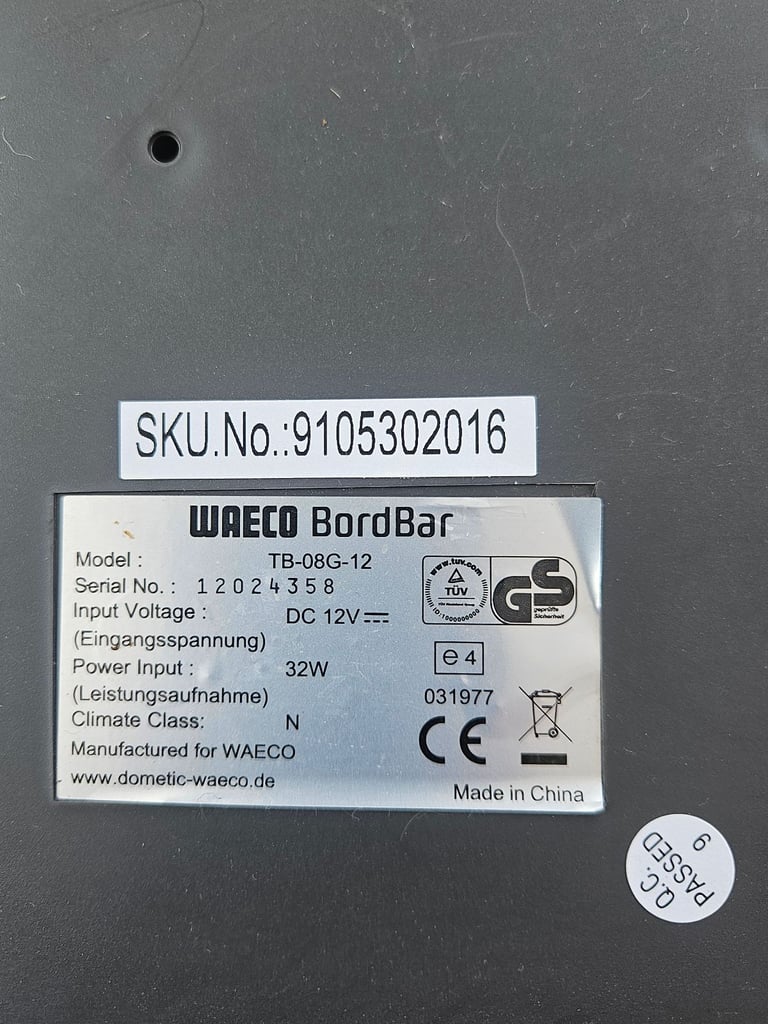 SKU.No.:9105302016
WAECO BordBar
Model : TB-08G-12
Serial No. : 12024358
Input Voltage : DC 12V
(Eingangsspannung)
Power Input : 32W
(Leistungsaufnahme)
Climate Class: N
Manufactured for WAECO
www.dometic-waeco.de
www.tuv.com
TÜV
GS
geprüfte
Sicherheit
e4
031977
CE
Made in China
Q.C.
PASSED
9